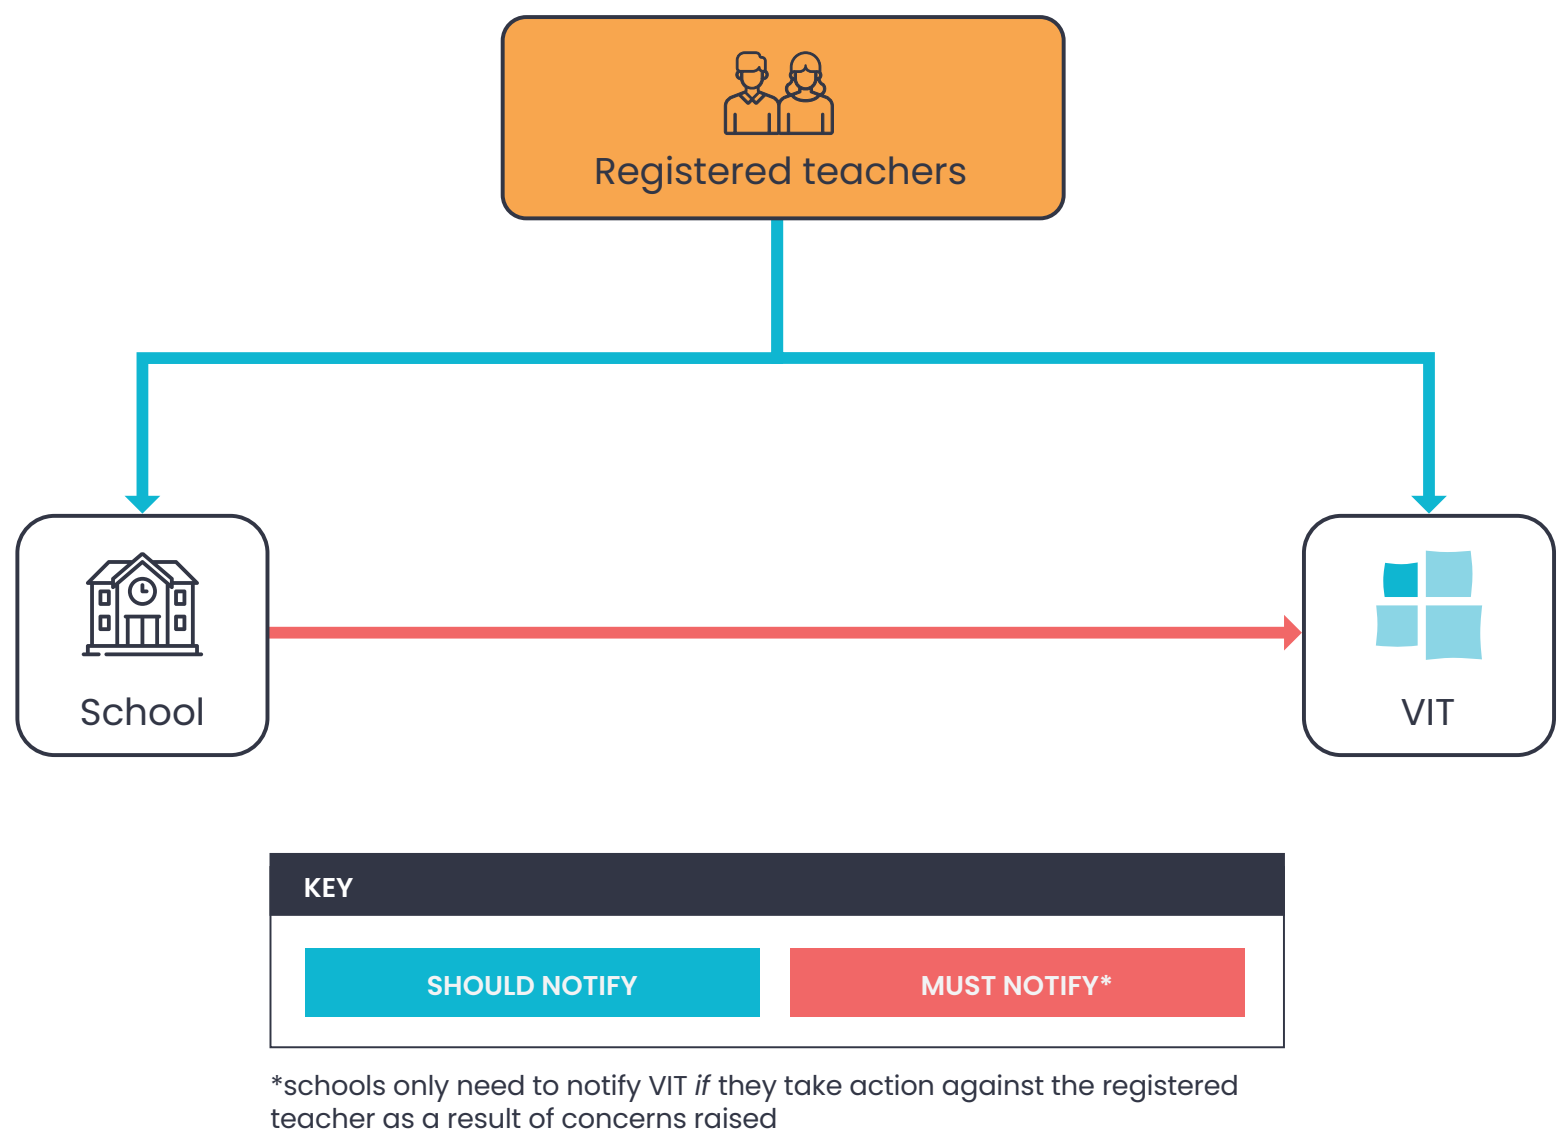 Registered teachers
School
VIT
KEY
SHOULD NOTIFY
MUST NOTIFY*
*schools only need to notify VIT if they take action against the registered
teacher as a result of concerns raised